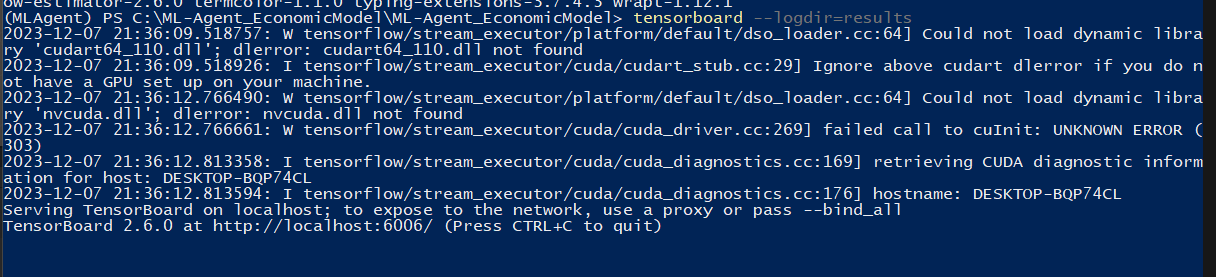 ow-estimator-2.6.0 termcolor-1.1.0 typing-extensions-3.7.4.3 wrapt-1.12.1
(MLAgent) PS C:\ML-Agent_EconomicModel\ML-Agent_EconomicModel> tensorboard --logdir=results
2023-12-07 21:36:09.518757: W tensorflow/stream_executor/platform/default/dso_loader.cc:64] Could not load dynamic libra
ry 'cudart64_110.dll'; dlerror: cudart64_110.dll not found
2023-12-07 21:36:09.518926: I tensorflow/stream_executor/cuda/cudart_stub.cc:29] Ignore above cudart dlerror if you do n
ot have a GPU set up on your machine.
2023-12-07 21:36:12.766490: W tensorflow/stream_executor/platform/default/dso_loader.cc:64] Could not load dynamic libra
ry 'nvcuda.dll'; dlerror: nvcuda.dll not found
2023-12-07 21:36:12.766661: W tensorflow/stream_executor/cuda/cuda_driver.cc:269] failed call to cuInit: UNKNOWN ERROR (
303)
2023-12-07 21:36:12.813358: I tensorflow/stream_executor/cuda/cuda_diagnostics.cc:169] retrieving CUDA diagnostic inform
ation for host: DESKTOP-BQP74CL
2023-12-07 21:36:12.813594: I tensorflow/stream_executor/cuda/cuda_diagnostics.cc:176] hostname: DESKTOP-BQP74CL
Serving TensorBoard on localhost; to expose to the network, use a proxy or pass --bind_all
TensorBoard 2.6.0 at http://localhost:6006/ (Press CTRL+C to quit)